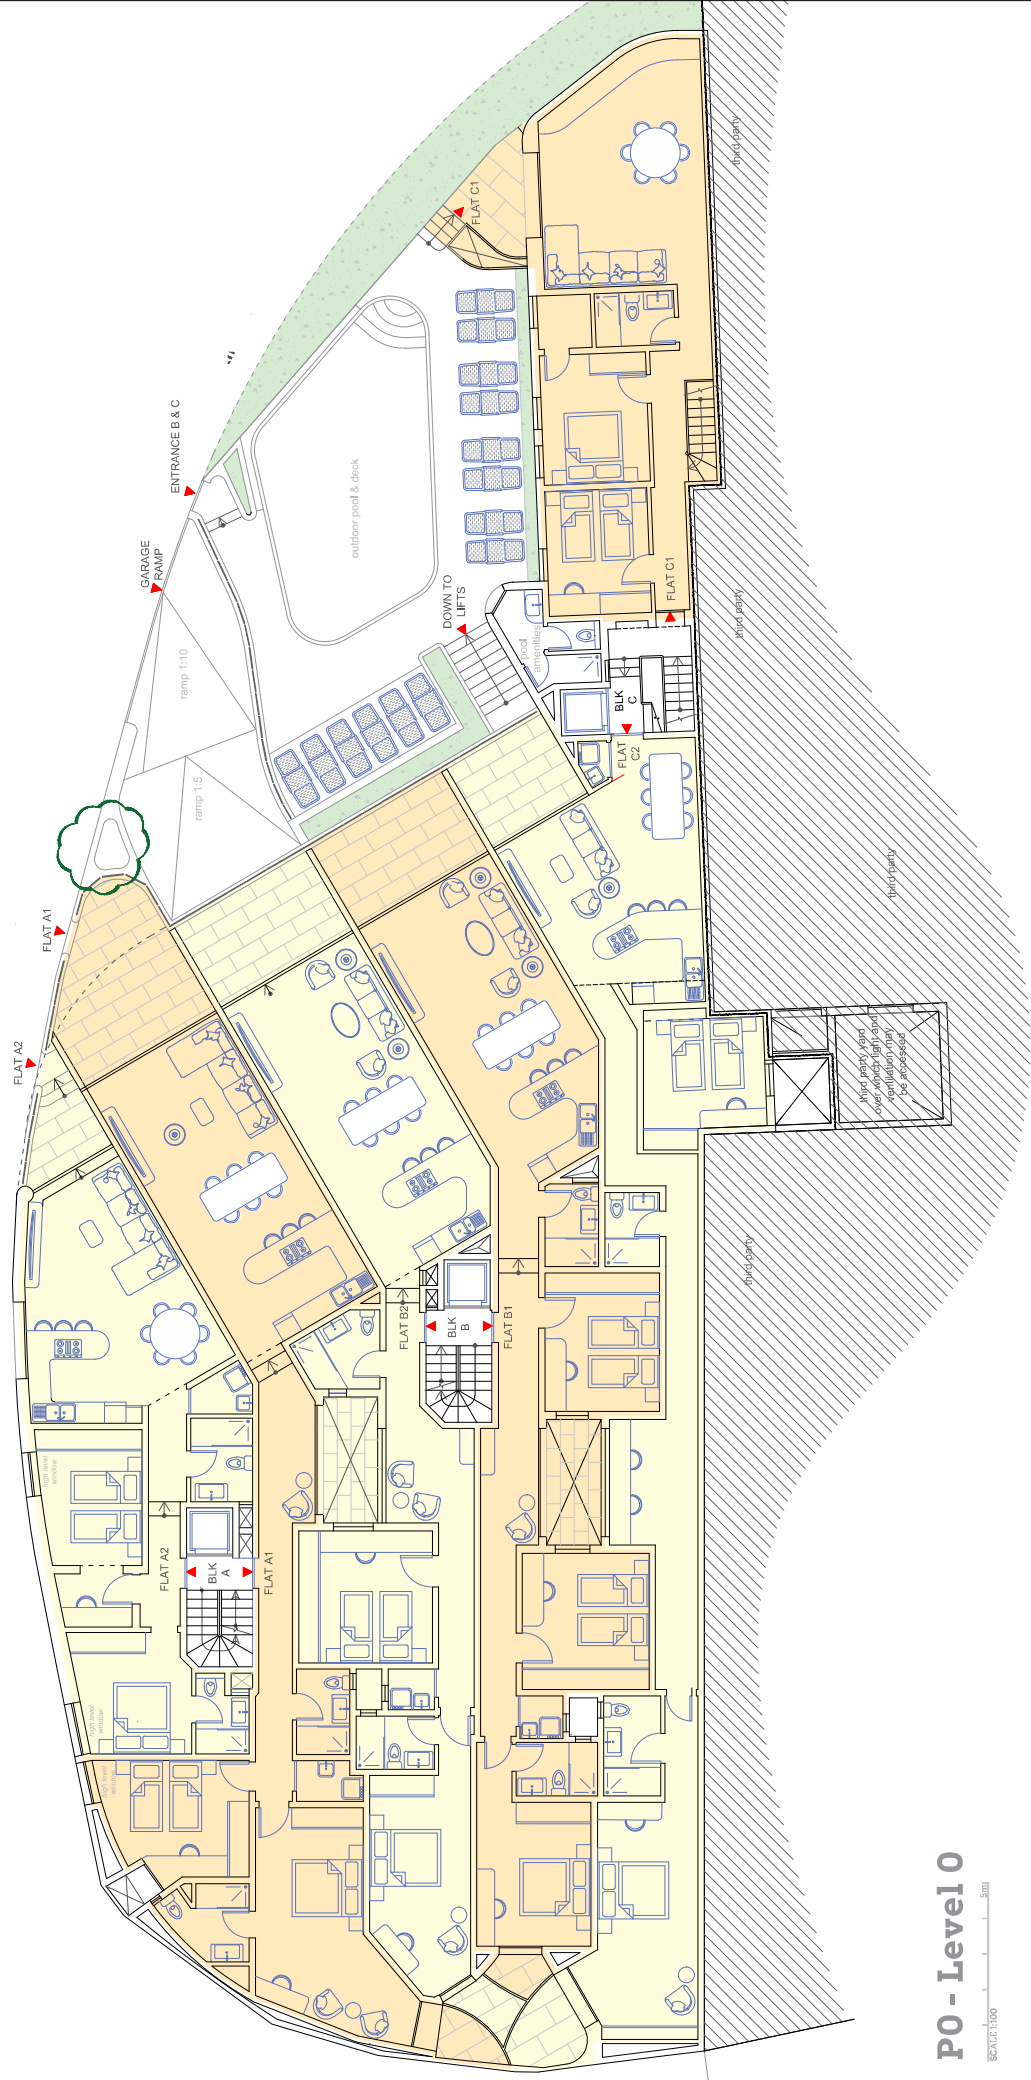 third party
FLAT C1
ENTRANCE B & C
outdoor pool & deck
GARAGE
RAMP
DOWN TO
LIFTS
FLAT C1
third party
pool
amenities
ramp 1:10
BLK
C
FLAT
C2
ramp 1:5
third party
FLAT A1
FLAT A2
third party yard
over which light and
ventilation may
be accessed
third party
FLAT B2
BLK
B
FLAT B1
high level
window
FLAT A2
BLK
A
FLAT A1
high level
window
high level
window
P0 - Level 0
SCALE 1:100
5m